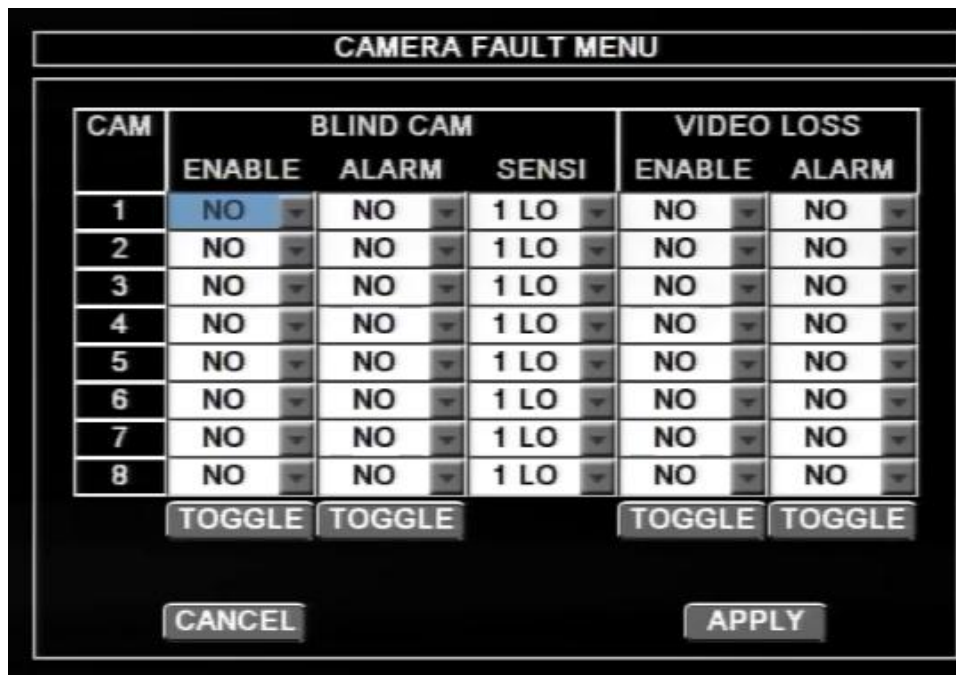 CAMERA FAULT MENU
CAM BLIND CAM VIDEO LOSS
ENABLE ALARM SENSI ENABLE ALARM
1 NO NO 1 LO NO NO
2 NO NO 1 LO NO NO
3 NO NO 1 LO NO NO
4 NO NO 1 LO NO NO
5 NO NO 1 LO NO NO
6 NO NO 1 LO NO NO
7 NO NO 1 LO NO NO
8 NO NO 1 LO NO NO
TOGGLE TOGGLE TOGGLE TOGGLE
CANCEL APPLY